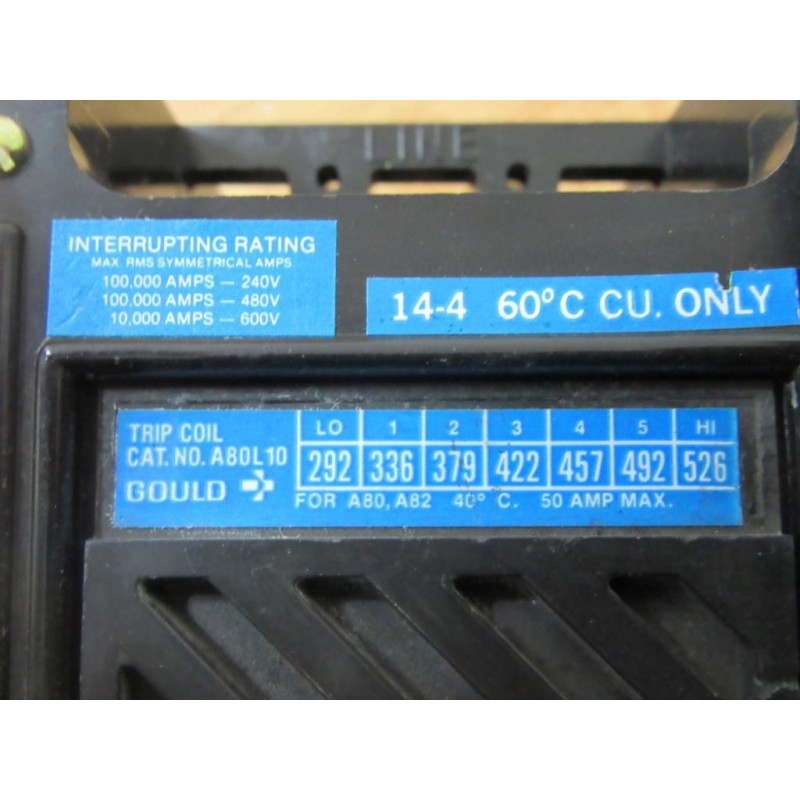 LINE
INTERRUPTING RATING
MAX. RMS SYMMETRICAL AMPS
100,000 AMPS — 240V
100,000 AMPS — 480V
10,000 AMPS — 600V
14-4 60°C CU. ONLY
TRIP COIL
CAT. NO. A80L10
GOULD
LO 1 2 3 4 5 HI
292 336 379 422 457 492 526
FOR A80, A82 40° C. 50 AMP MAX.